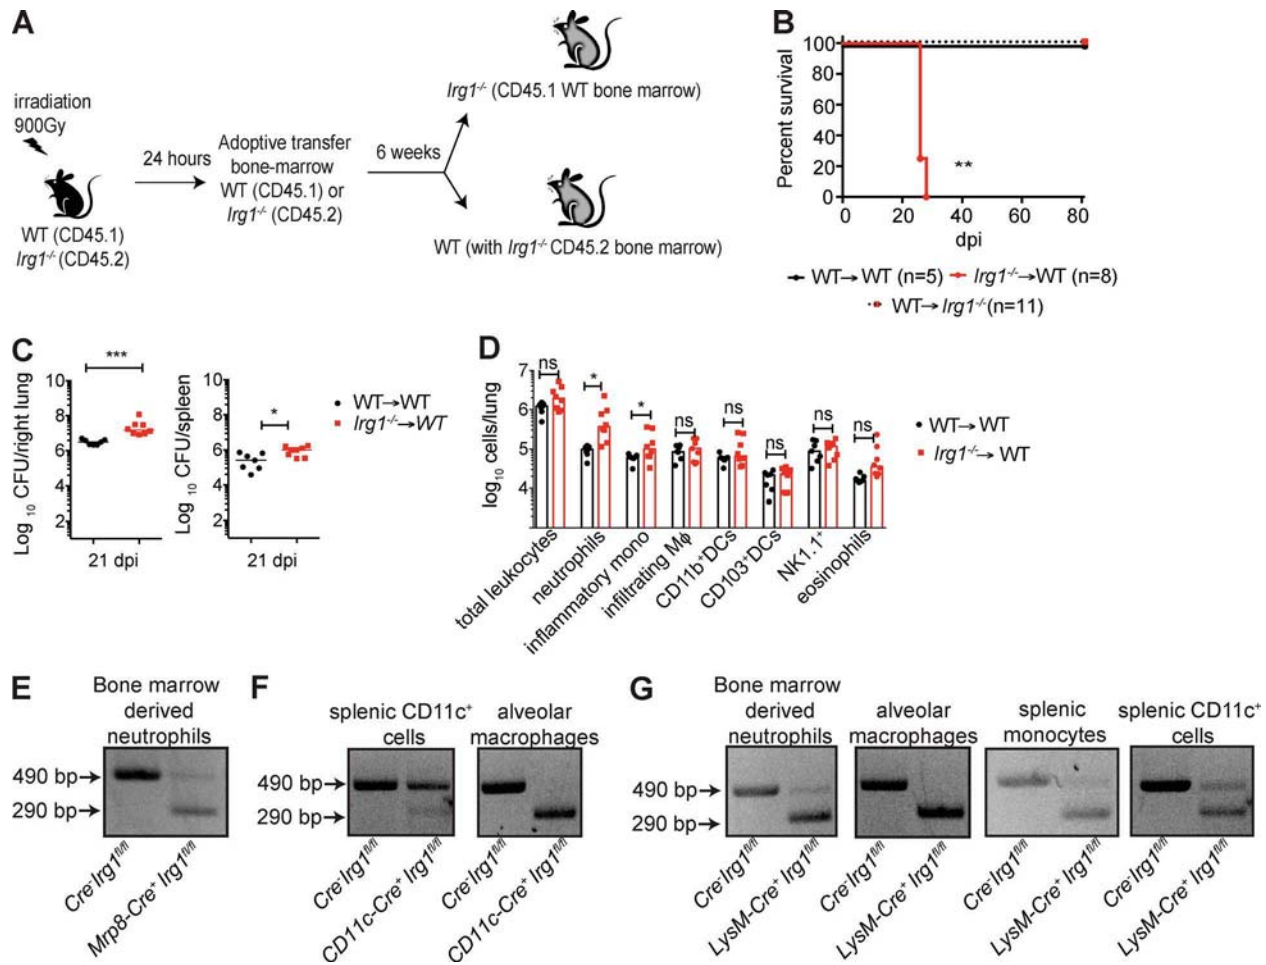 A
irradiation
900Gy
WT (CD45.1)
Irg1-/- (CD45.2)
24 hours
Adoptive transfer
bone-marrow
WT (CD45.1) or
Irg1-/- (CD45.2)
6 weeks
Irg1-/- (CD45.1 WT bone marrow)
WT (with Irg1-/- CD45.2 bone marrow)
B
Percent survival
100
80
60
40
20
0
0 20 40 60 80
**
dpi
WT→WT (n=5) Irg1-/-→WT (n=8)
WT→Irg1-/-(n=11)
C
Log 10 CFU/right lung
10
8
6
4
2
***
21 dpi
Log 10 CFU/spleen
10
8
6
4
2
*
21 dpi
WT→WT
Irg1-/-→WT
D
log10 cells/lung
7
6
5
4
ns * * ns ns ns ns ns
total leukocytes
neutrophils
inflammatory mono
infiltrating Mϕ
CD11b+DCs
CD103+DCs
NK1.1+
eosinophils
WT→WT
Irg1-/-→ WT
E
Bone marrow
derived
neutrophils
490 bp→
290 bp→
Cre-Irg1fl/fl
Mrp8-Cre+ Irg1fl/fl
F
splenic CD11c+
cells
alveolar
macrophages
490 bp→
290 bp→
Cre-Irg1fl/fl
CD11c-Cre+ Irg1fl/fl
Cre-Irg1fl/fl
CD11c-Cre+ Irg1fl/fl
G
Bone marrow
derived
neutrophils
alveolar
macrophages
splenic
monocytes
splenic CD11c+
cells
490 bp→
290 bp→
Cre-Irg1fl/fl
LysM-Cre+ Irg1fl/fl
Cre-Irg1fl/fl
LysM-Cre+ Irg1fl/fl
Cre-Irg1fl/fl
LysM-Cre+ Irg1fl/fl
Cre-Irg1fl/fl
LysM-Cre+ Irg1fl/fl